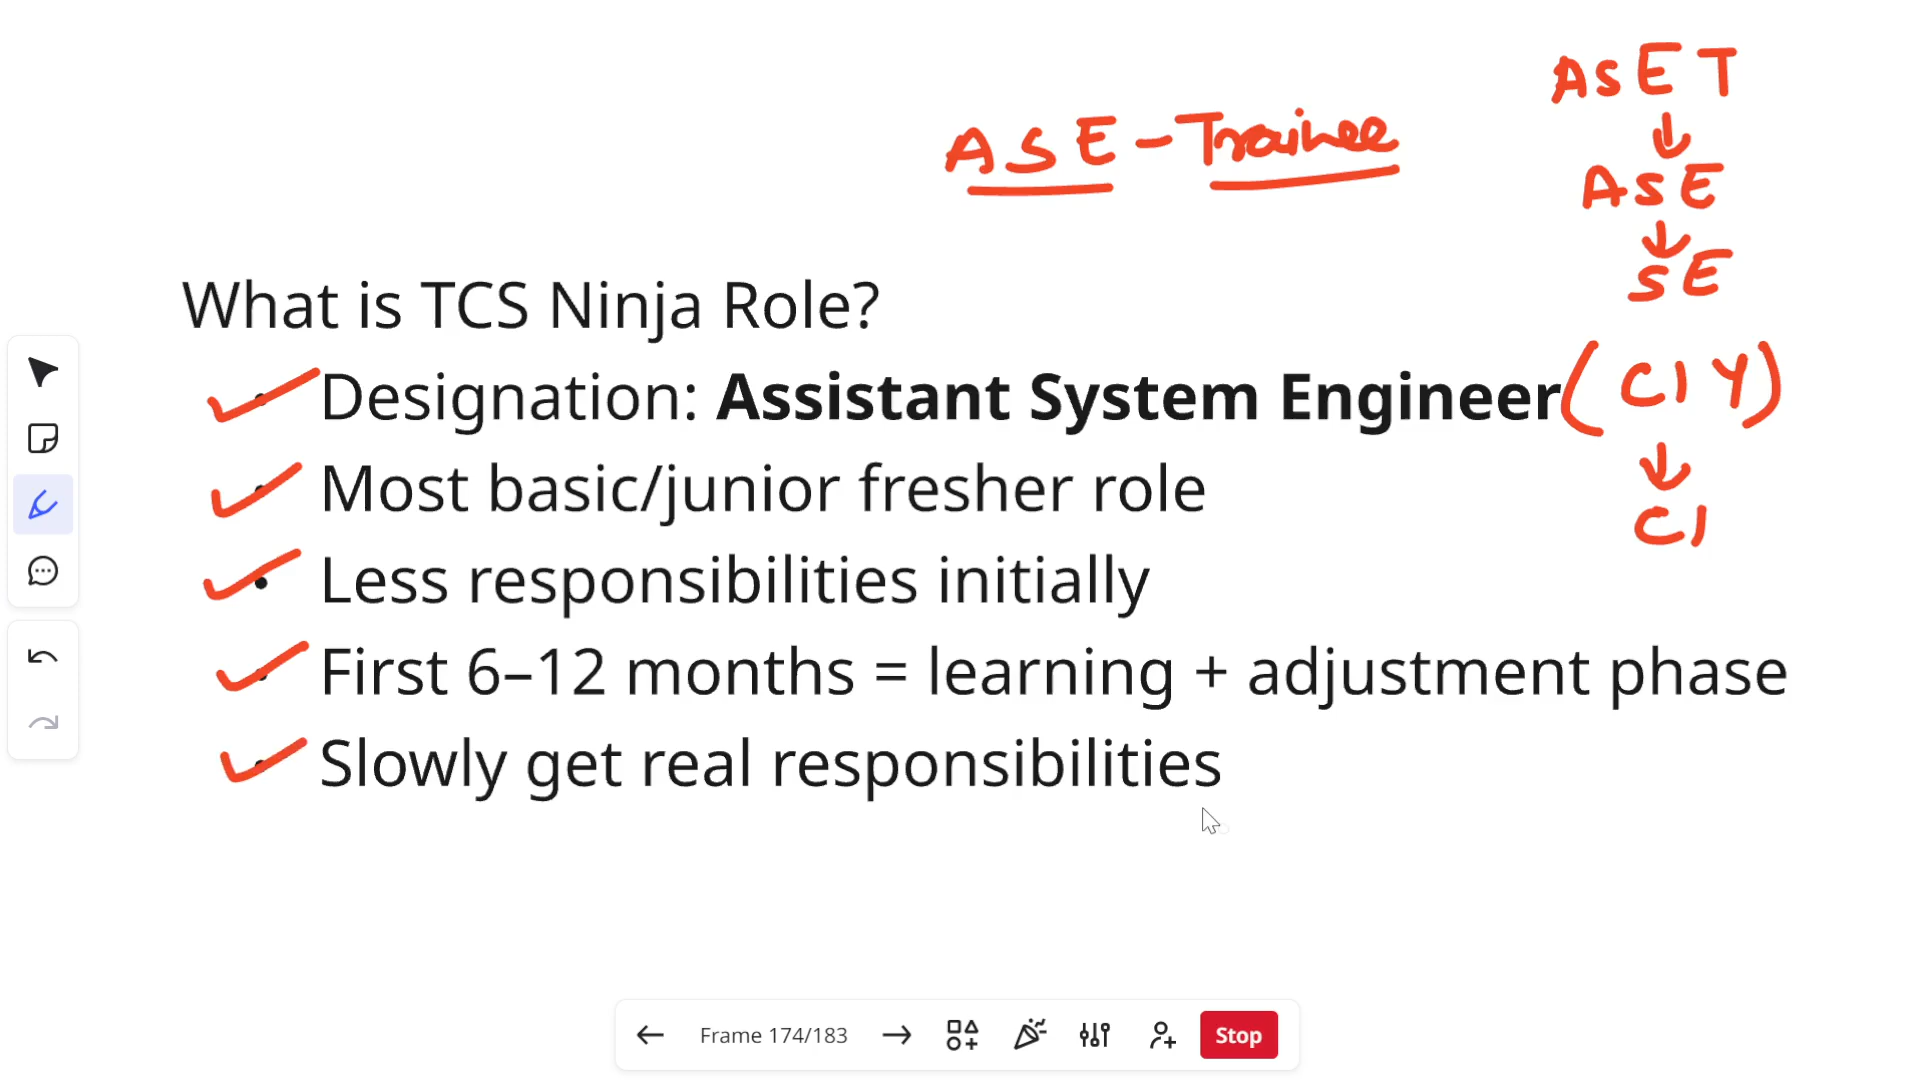 ASET
ASE-Trainee
ASE
SE
What is TCS Ninja Role?
• Designation: Assistant System Engineer (C1Y)
• Most basic/junior fresher role
C1
• Less responsibilities initially
• First 6–12 months = learning + adjustment phase
• Slowly get real responsibilities
Frame 174/183
Stop